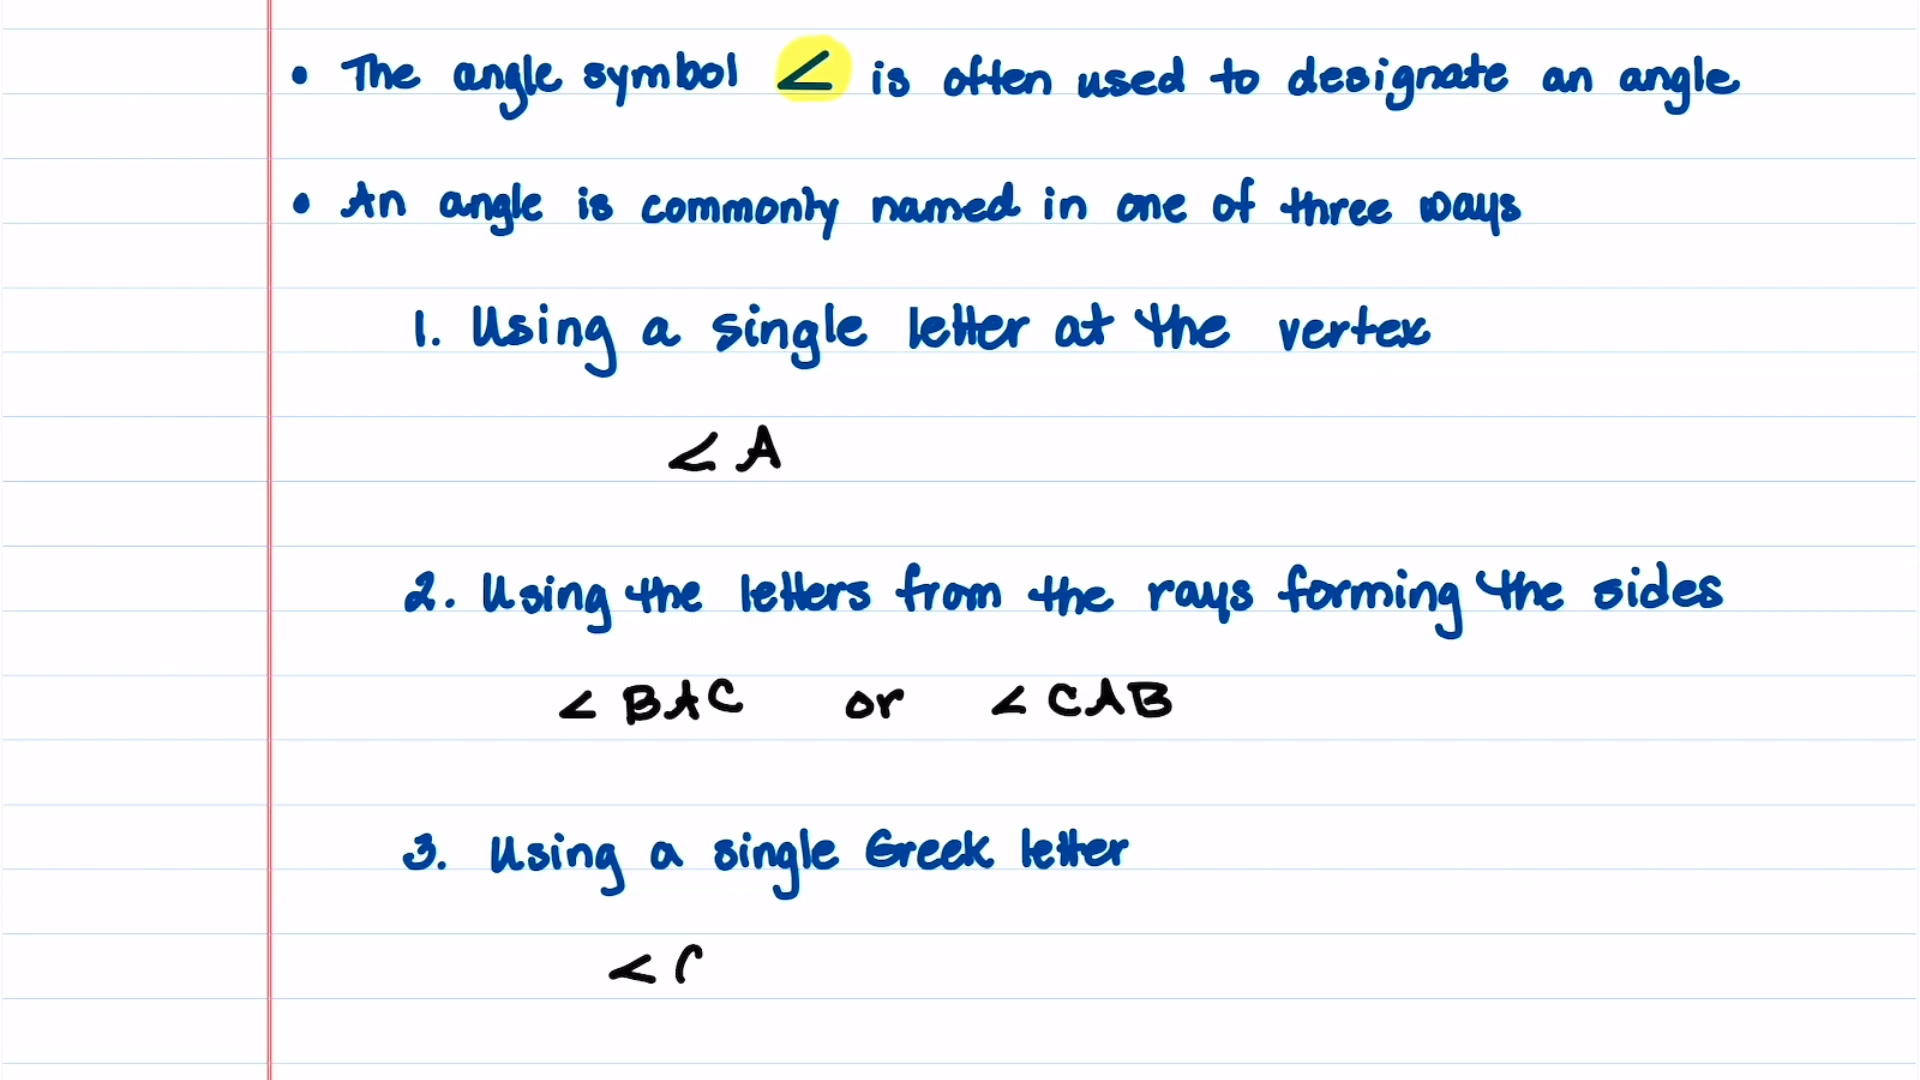 • The angle symbol ∠ is often used to designate an angle
• An angle is commonly named in one of three ways
1. Using a single letter at the vertex
∠A
2. Using the letters from the rays forming the sides
∠BAC or ∠CAB
3. Using a single Greek letter
∠